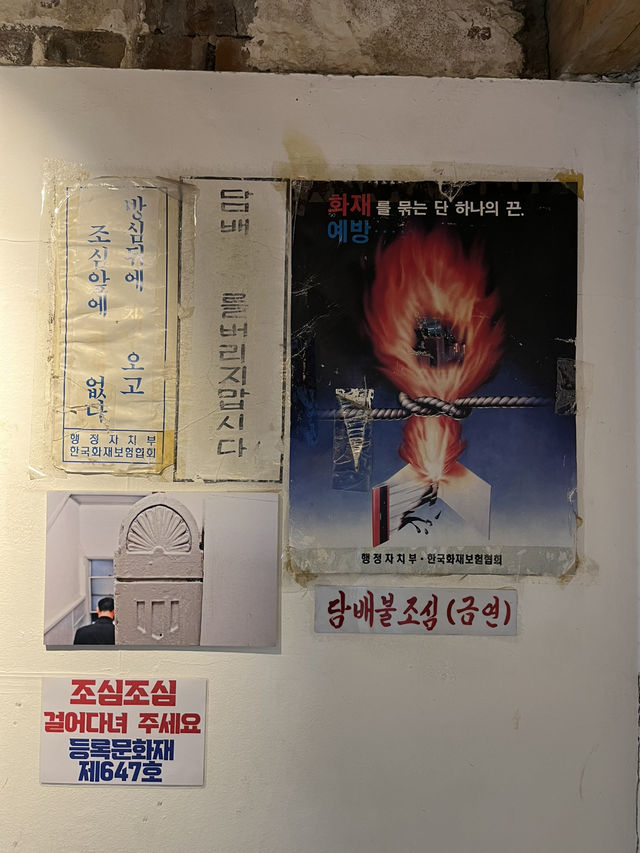 방심뒤에 오고
조심앞에 없다
행정자치부
한국화재보험협회
담배 를버리지맙시다
화재를 묶는 단 하나의 끈.
예방
행정자치부·한국화재보험협회
담배불조심(금연)
조심조심
걸어다녀 주세요
등록문화재
제647호